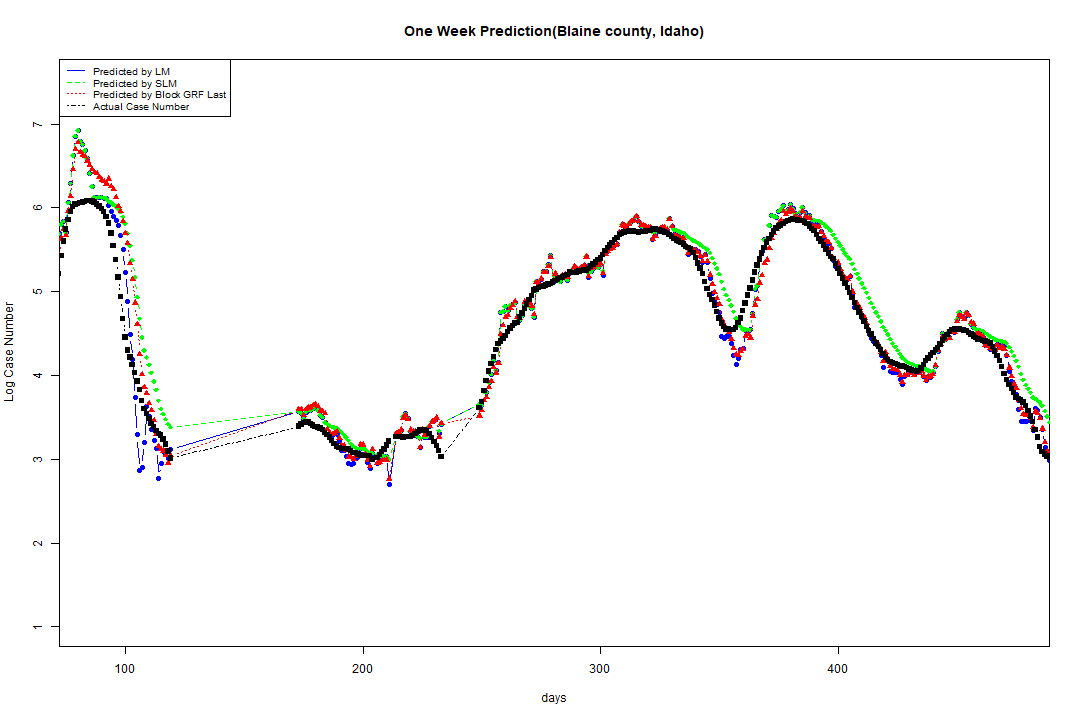 One Week Prediction(Blaine county, Idaho)
Predicted by LM
Predicted by SLM
Predicted by Block GRF Last
Actual Case Number
7
6
5
4
3
2
1
Log Case Number
100 200 300 400
days